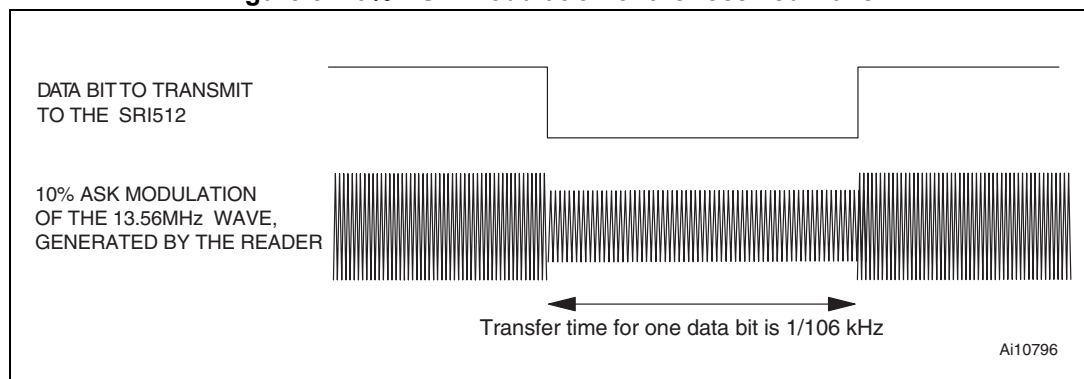 DATA BIT TO TRANSMIT
TO THE SRI512
10% ASK MODULATION
OF THE 13.56MHz WAVE,
GENERATED BY THE READER
Transfer time for one data bit is 1/106 kHz
Ai10796